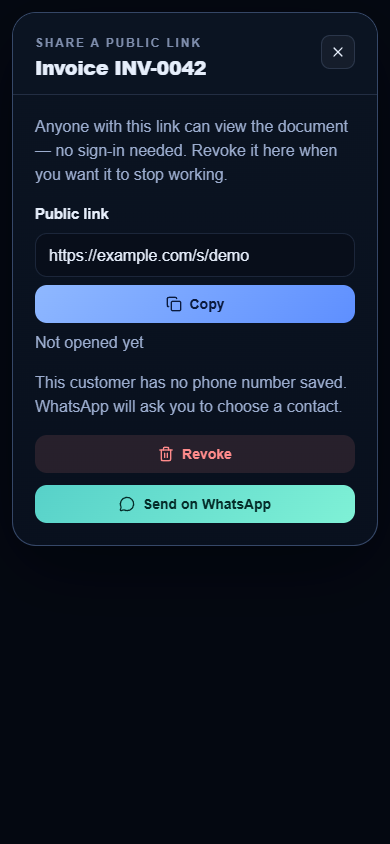 SHARE A PUBLIC LINK
Invoice INV-0042
Anyone with this link can view the document
— no sign-in needed. Revoke it here when
you want it to stop working.
Public link
https://example.com/s/demo
Copy
Not opened yet
This customer has no phone number saved.
WhatsApp will ask you to choose a contact.
Revoke
Send on WhatsApp